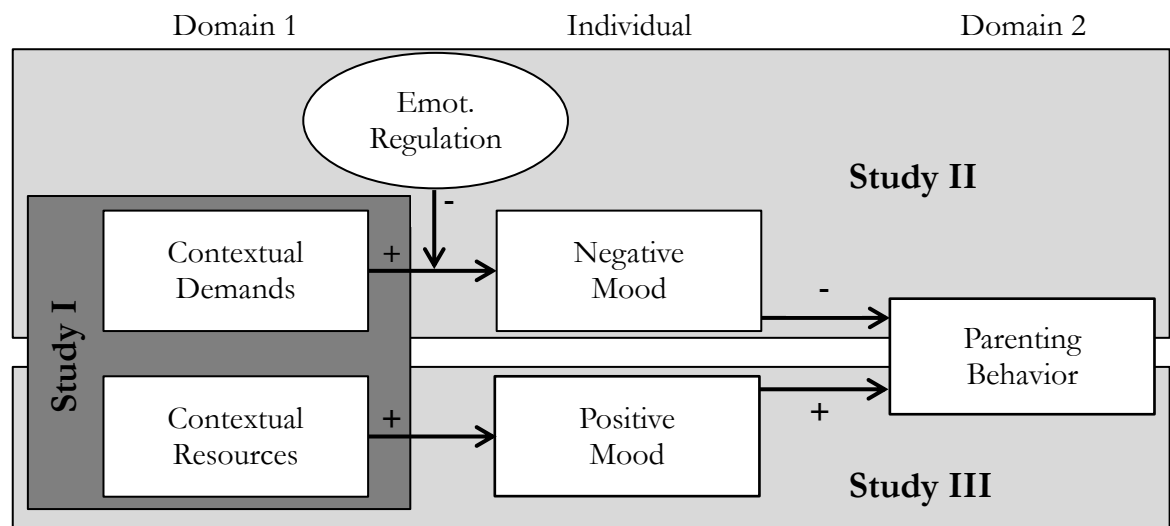 Domain 1
Individual
Domain 2
Emot.
Regulation
Study II
-
Contextual
Demands
+
Negative
Mood
-
Study I
Parenting
Behavior
Contextual
Resources
+
Positive
Mood
+
Study III